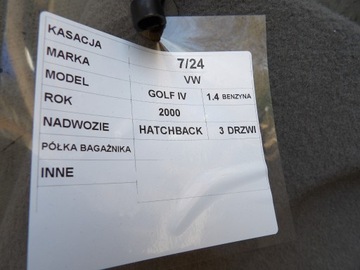 KASACJA 7/24
MARKA VW
MODEL GOLF IV 1.4 BENZYNA
ROK 2000
NADWOZIE HATCHBACK 3 DRZWI
PÓŁKA BAGAŻNIKA
INNE